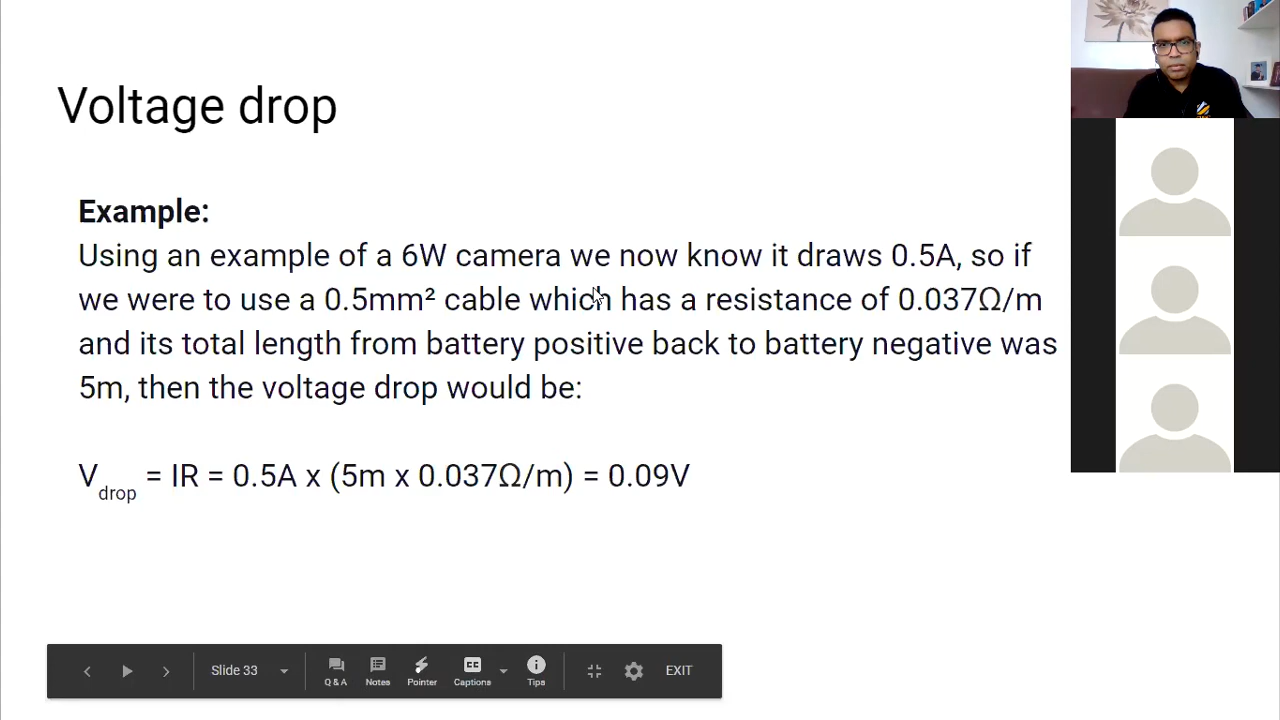 Voltage drop
Example:
Using an example of a 6W camera we now know it draws 0.5A, so if
we were to use a 0.5mm² cable which has a resistance of 0.037Ω/m
and its total length from battery positive back to battery negative was
5m, then the voltage drop would be:
V drop = IR = 0.5A x (5m x 0.037Ω/m) = 0.09V
Slide 33
Q & A Notes Pointer Captions Tips
CC
EXIT